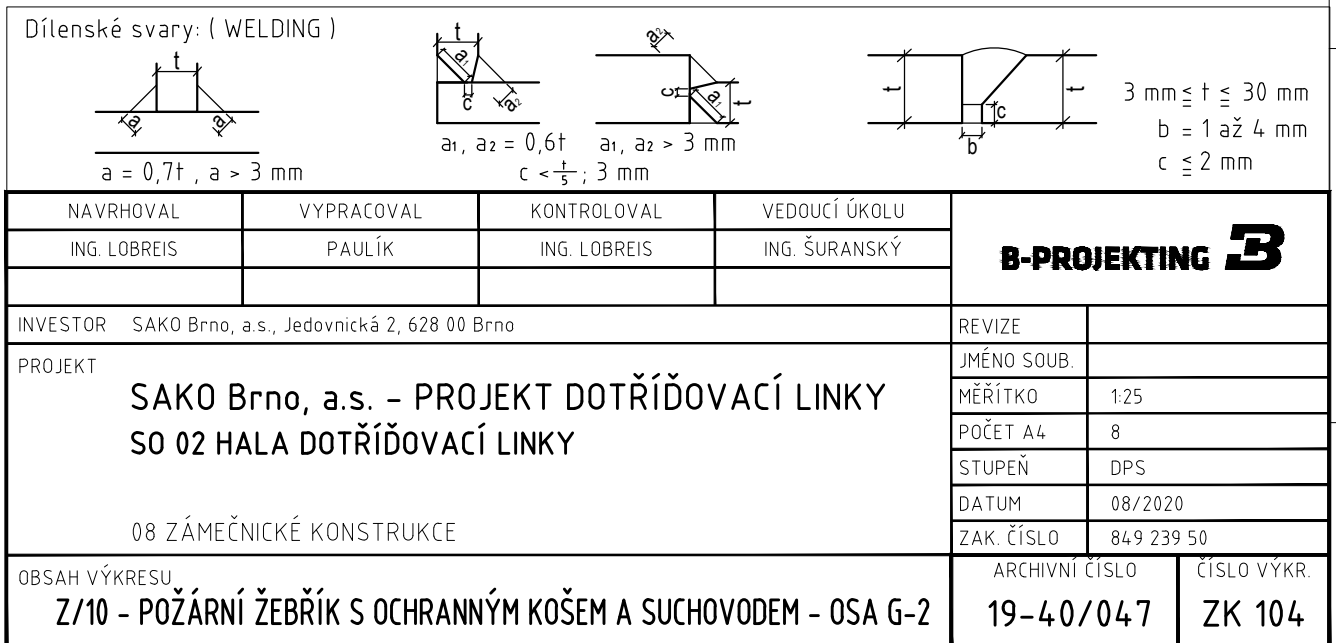 Dílenské svary: ( WELDING )
t
a a
a = 0,7t , a > 3 mm
t
a₁
č a₂
a₁, a₂ = 0,6t
a₂
c a₁ t
a₁, a₂ > 3 mm
c < t/5 ; 3 mm
t t
c
b
3 mm ≤ t ≤ 30 mm
b = 1 až 4 mm
c ≤ 2 mm
NAVRHOVAL VYPRACOVAL KONTROLOVAL VEDOUCÍ ÚKOLU
ING. LOBREIS PAULÍK ING. LOBREIS ING. ŠURANSKÝ
B-PROJEKTING B
INVESTOR SAKO Brno, a.s., Jedovnická 2, 628 00 Brno
PROJEKT
SAKO Brno, a.s. – PROJEKT DOTŘÍĎOVACÍ LINKY
SO 02 HALA DOTŘÍĎOVACÍ LINKY
08 ZÁMEČNICKÉ KONSTRUKCE
REVIZE
JMÉNO SOUB.
MĚŘÍTKO 1:25
POČET A4 8
STUPEŇ DPS
DATUM 08/2020
ZAK. ČÍSLO 849 239 50
OBSAH VÝKRESU
Z/10 - POŽÁRNÍ ŽEBŘÍK S OCHRANNÝM KOŠEM A SUCHOVODEM - OSA G-2
ARCHIVNÍ ČÍSLO ČÍSLO VÝKR.
19-40/047 ZK 104